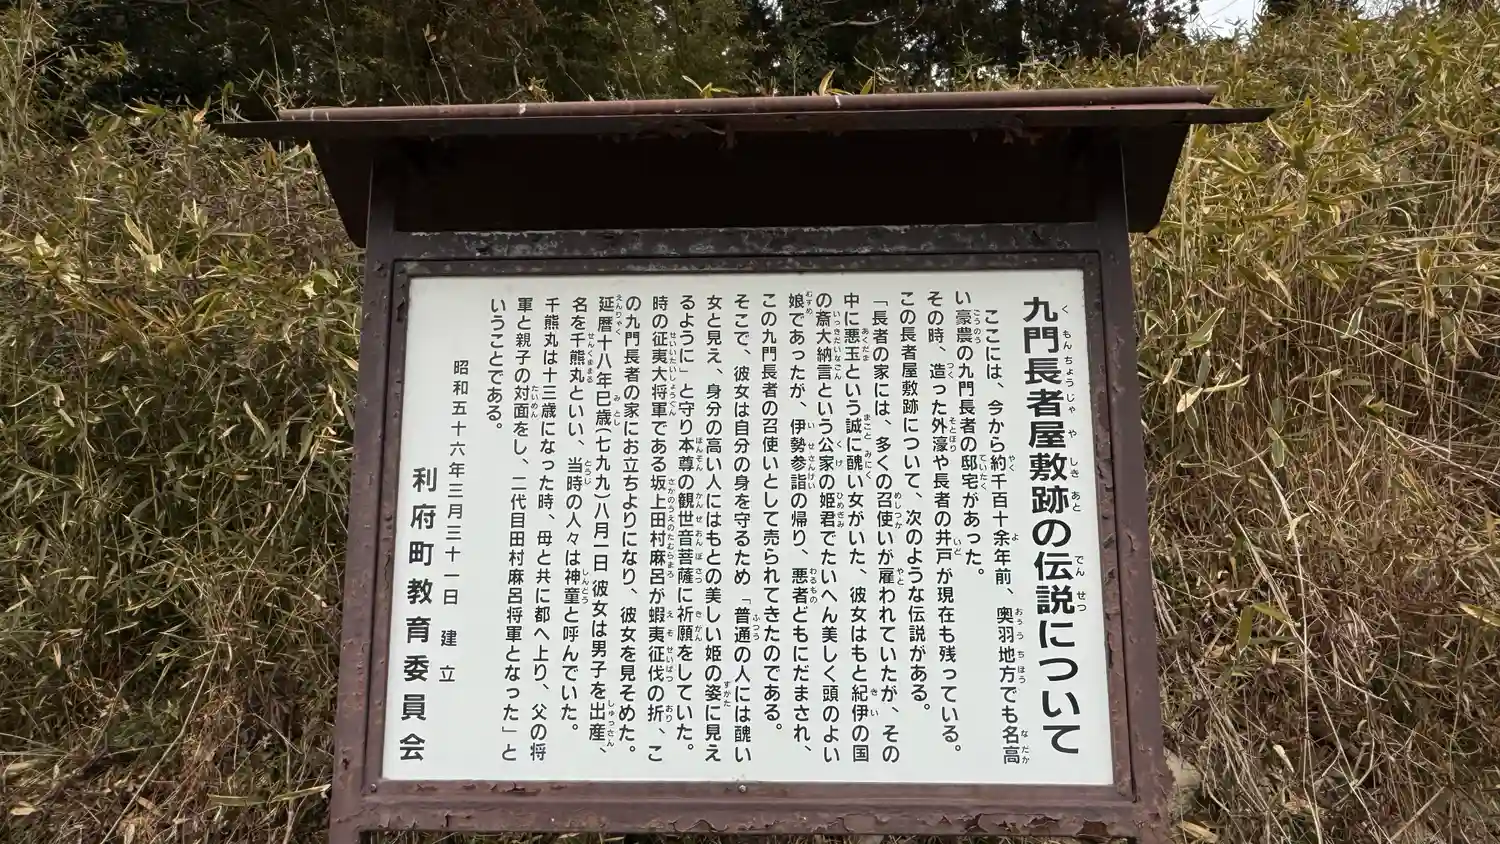 九門長者屋敷跡の伝説について
ここには、今から約千百十余年前、奥羽地方でも名高
い豪農の九門長者の邸宅があった。
その時、造った外濠や長者の井戸が現在も残っている。
この長者屋敷跡について、次のような伝説がある。
「長者の家には、多くの召使いが雇われていたが、その
中に悪玉という誠に醜い女がいた、彼女はもと紀伊の国
の斎大納言という公家の姫君でたいへん美しく頭のよい
娘であったが、伊勢参詣の帰り、悪者どもにだまされ、
この九門長者の召使いとして売られてきたのである。
そこで、彼女は自分の身を守るため「普通の人には醜い
女と見え、身分の高い人にはもとの美しい姫の姿に見え
るように」と守り本尊の観世音菩薩に祈願をしていた。
時の征夷大将軍である坂上田村麻呂が蝦夷征伐の折、こ
の九門長者の家にお立ちよりになり、彼女を見そめた。
延暦十八年巳歳(七九九)八月一日 彼女は男子を出産、
名を千熊丸といい、当時の人々は神童と呼んでいた。
千熊丸は十三歳になった時、母と共に都へ上り、父の将
軍と親子の対面をし、二代目田村麻呂将軍となった」と
いうことである。
昭和五十六年三月三十一日 建立
利府町教育委員会